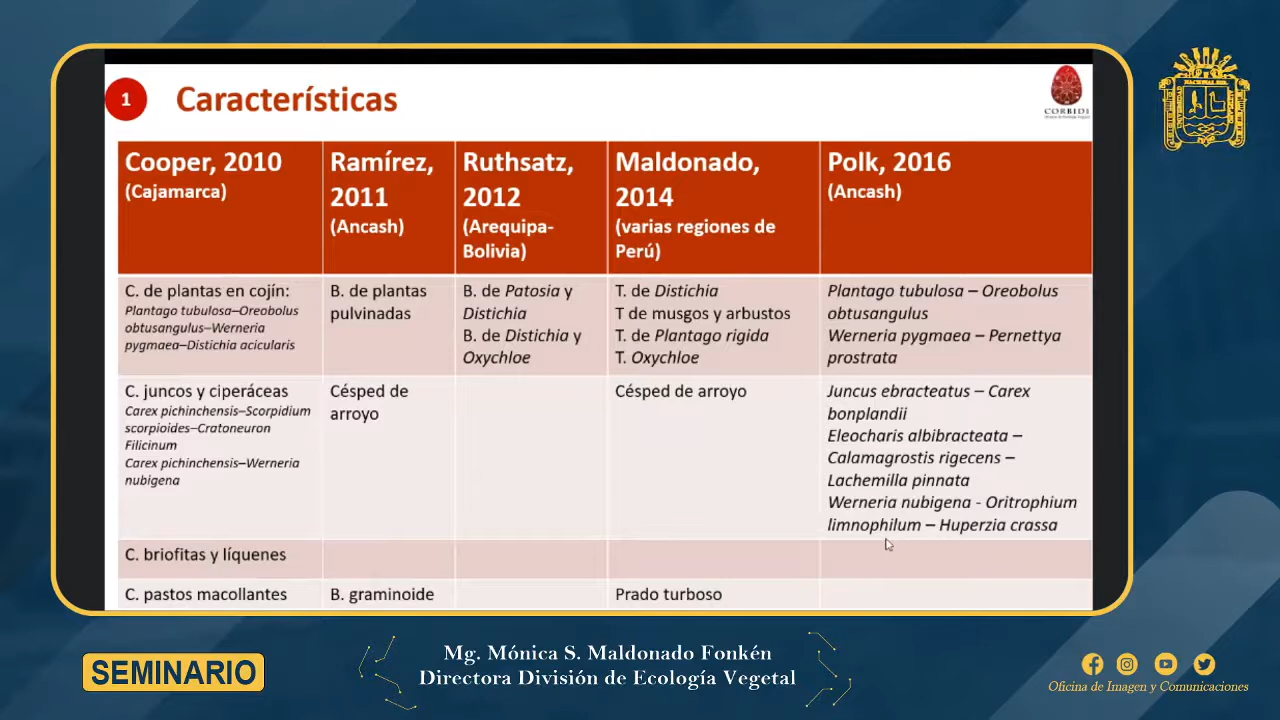 1
Características
CORBIDI
Cooper, 2010
(Cajamarca)
Ramírez,
2011
(Ancash)
Ruthsatz,
2012
(Arequipa-
Bolivia)
Maldonado,
2014
(varias regiones de
Perú)
Polk, 2016
(Ancash)
C. de plantas en cojín:
Plantago tubulosa–Oreobolus
obtusangulus–Werneria
pygmaea–Distichia acicularis
B. de plantas
pulvinadas
B. de Patosia y
Distichia
B. de Distichia y
Oxychloe
T. de Distichia
T de musgos y arbustos
T. de Plantago rigida
T. Oxychloe
Plantago tubulosa – Oreobolus
obtusangulus
Werneria pygmaea – Pernettya
prostrata
C. juncos y ciperáceas
Carex pichinchensis–Scorpidium
scorpioides–Cratoneuron
Filicinum
Carex pichinchensis–Werneria
nubigena
Césped de
arroyo
Césped de arroyo
Juncus ebracteatus – Carex
bonplandii
Eleocharis albibracteata –
Calamagrostis rigecens –
Lachemilla pinnata
Werneria nubigena - Oritrophium
limnophilum – Huperzia crassa
C. briofitas y líquenes
C. pastos macollantes
B. graminoide
Prado turboso
SEMINARIO
Mg. Mónica S. Maldonado Fonkén
Directora División de Ecología Vegetal
Oficina de Imagen y Comunicaciones